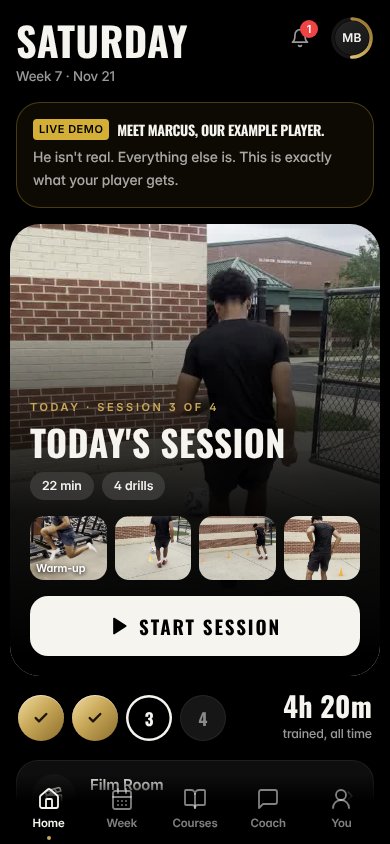 SATURDAY
1
MB
Week 7 · Nov 21
LIVE DEMO MEET MARCUS, OUR EXAMPLE PLAYER.
He isn't real. Everything else is. This is exactly
what your player gets.
TODAY · SESSION 3 OF 4
TODAY'S SESSION
22 min 4 drills
Warm-up
START SESSION
3 4
4h 20m
trained, all time
Film Room
Home Week Courses Coach You